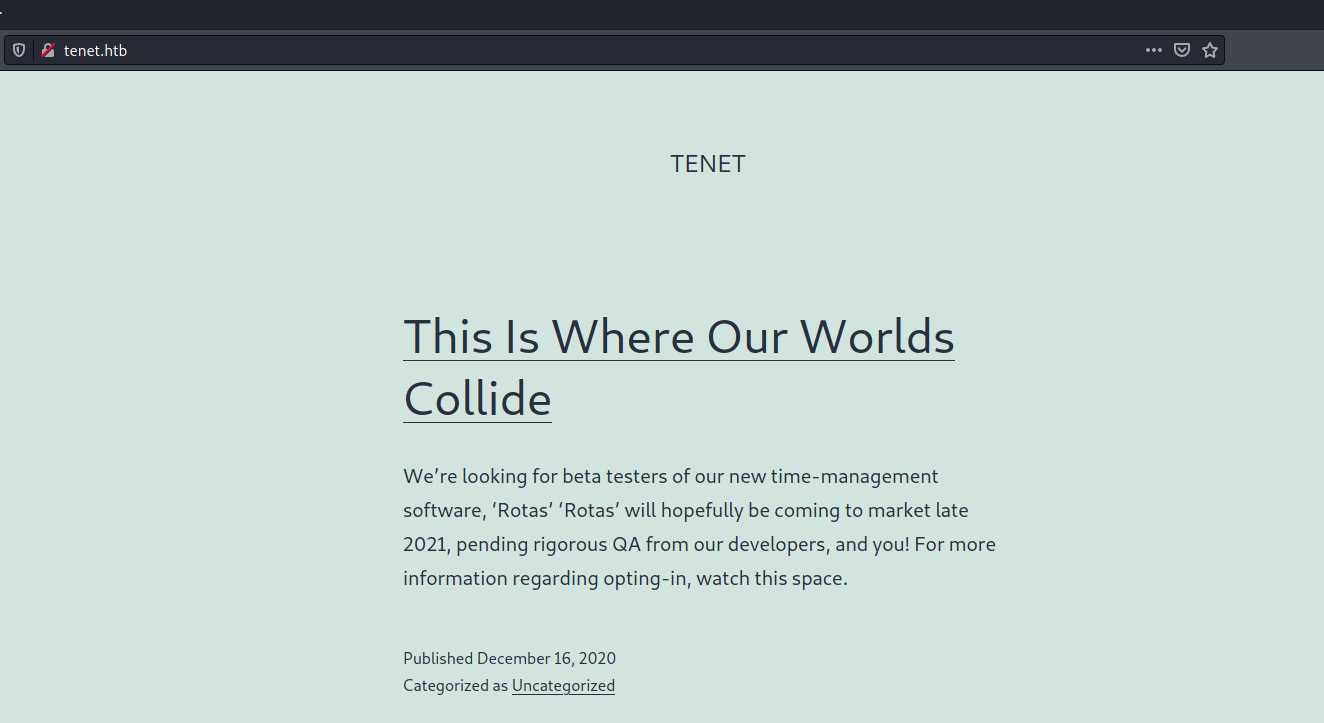 tenet.htb
TENET
This Is Where Our Worlds
Collide
We’re looking for beta testers of our new time-management
software, ‘Rotas’ ‘Rotas’ will hopefully be coming to market late
2021, pending rigorous QA from our developers, and you! For more
information regarding opting-in, watch this space.
Published December 16, 2020
Categorized as Uncategorized